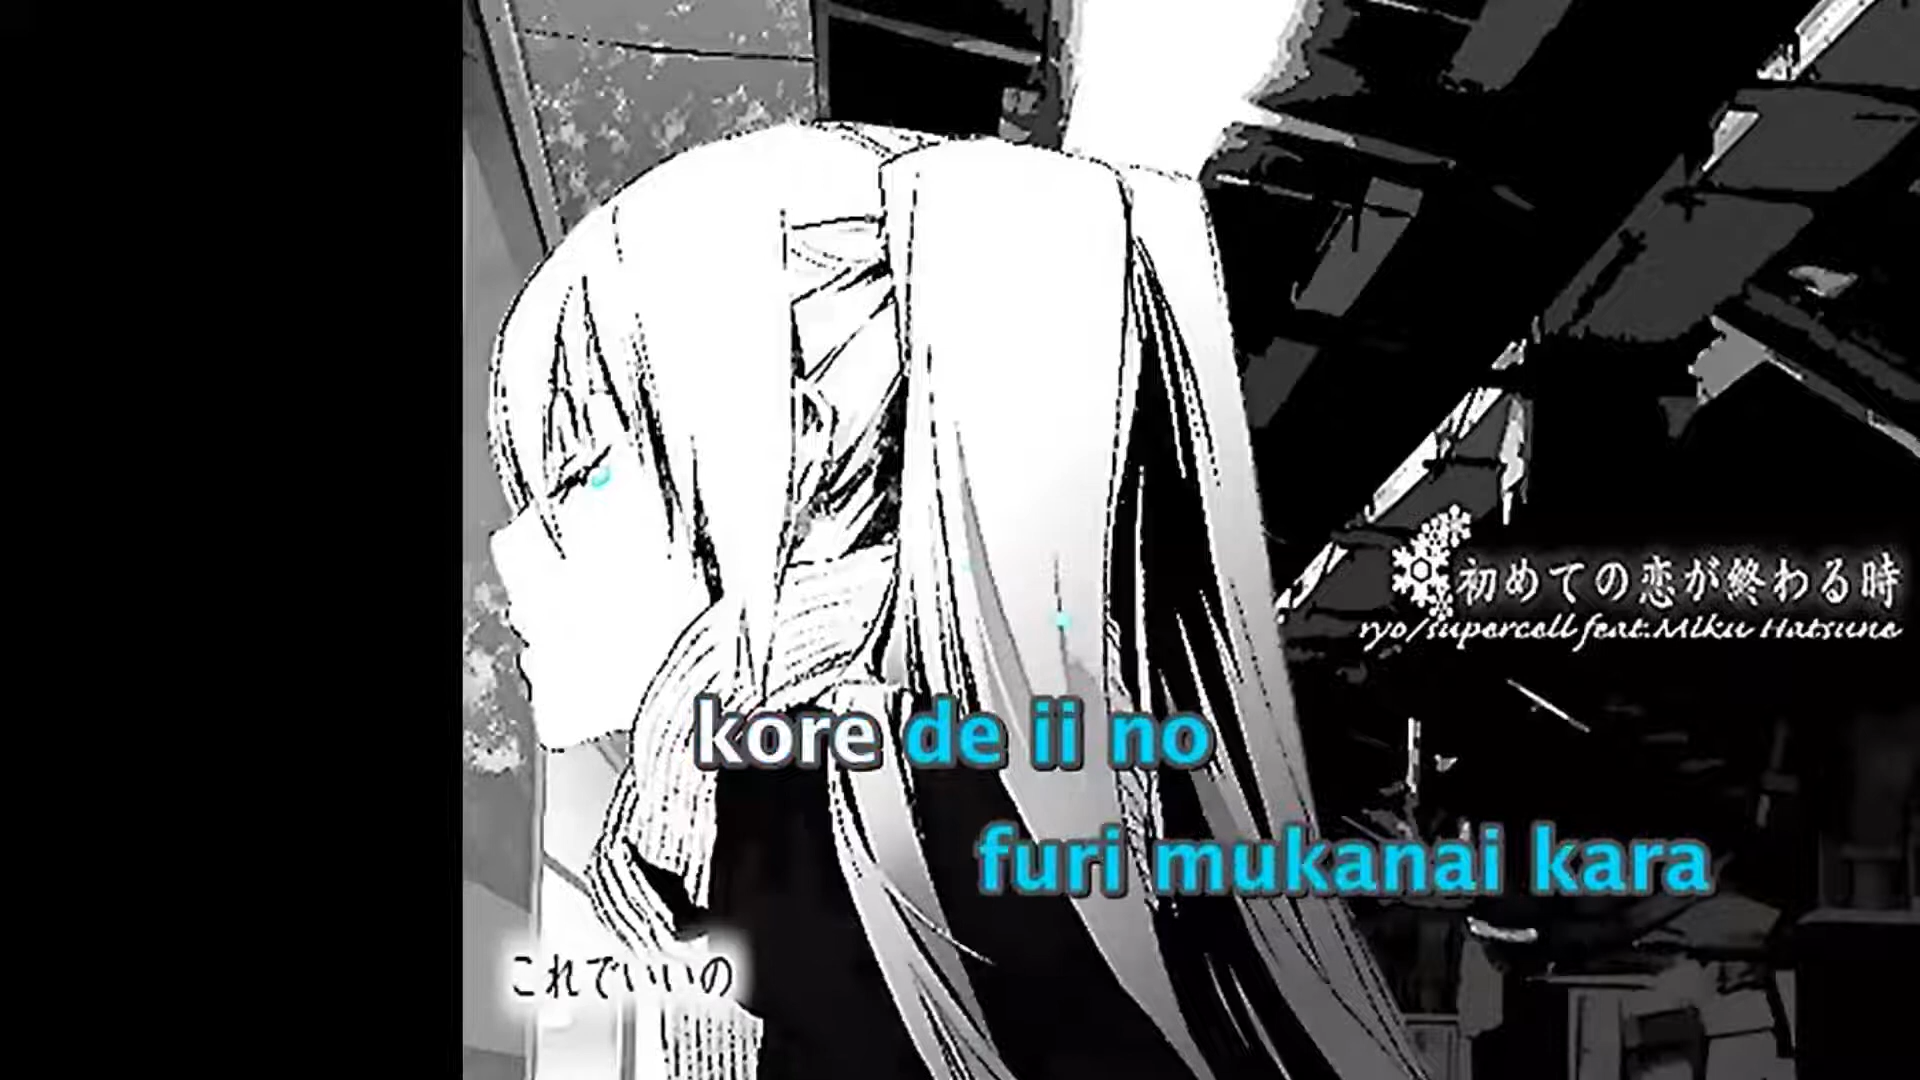 初めての恋が終わる時
ryo/supercell feat.Miku Hatsune
kore de ii no
furi mukanai kara
これでいいの